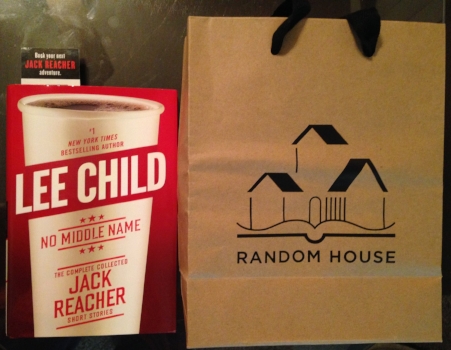 Book your next
JACK REACHER
adventure.
#1
NEW YORK TIMES
BESTSELLING AUTHOR
LEE CHILD
NO MIDDLE NAME
THE COMPLETE COLLECTED
JACK
REACHER
SHORT STORIES
RANDOM HOUSE